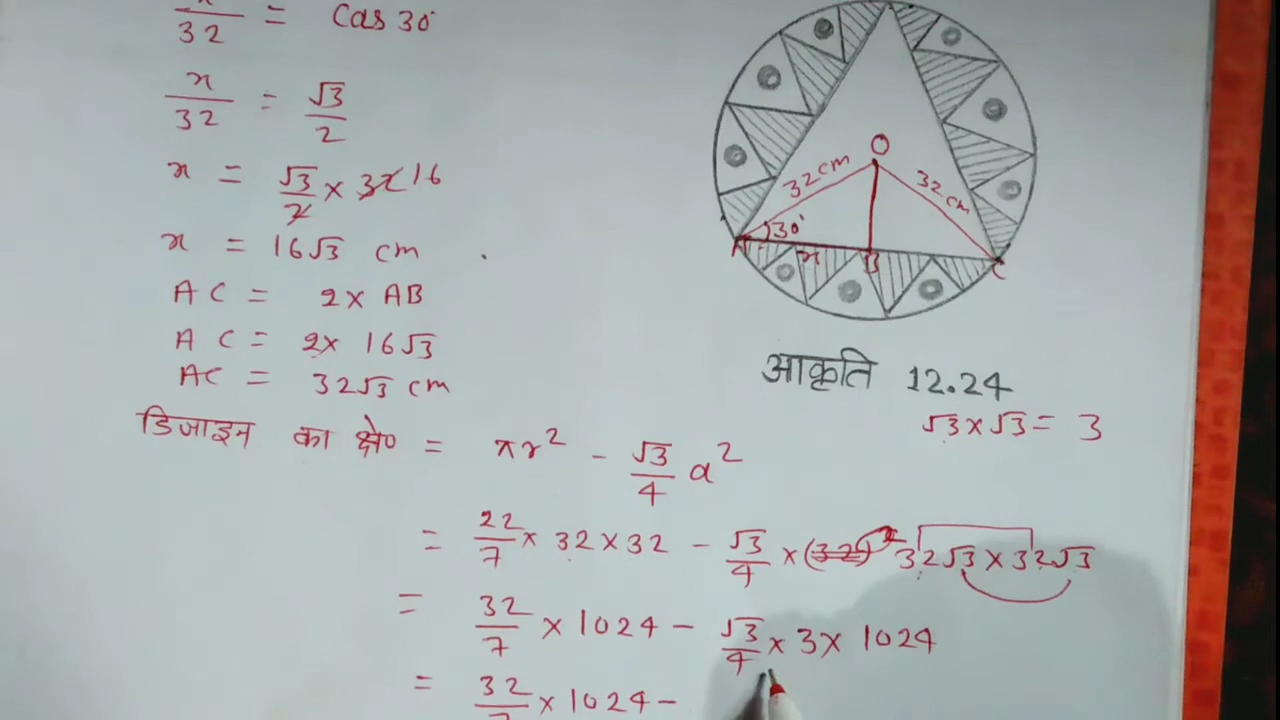 32 = Cas 30°
x/32 = √3/2
x = √3/2 × 32 16
x = 16√3 cm
AC = 2 × AB
AC = 2 × 16√3
AC = 32√3 cm
O
32 cm
32 cm
30°
A
x
B
C
आकृति 12.24
√3 × √3 = 3
डिजाइन का क्षे० = πr² - √3/4 a²
= 22/7 × 32 × 32 - √3/4 × (32)² 32√3 × 32√3
= 32/7 × 1024 - √3/4 × 3 × 1024
= 32/7 × 1024 -